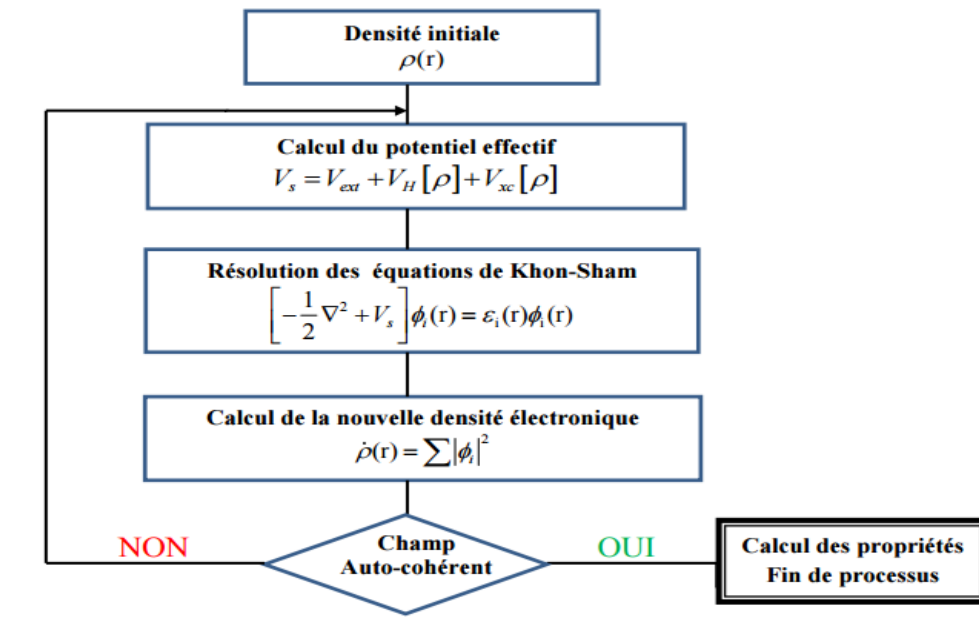 Densité initiale
ρ(r)
Calcul du potentiel effectif
V_s = V_ext + V_H [ρ] + V_xc [ρ]
Résolution des équations de Khon-Sham
[-1/2 ∇² + V_s] ϕ_i(r) = ε_i(r)ϕ_i(r)
Calcul de la nouvelle densité électronique
ρ̇(r) = ∑|ϕ_i|²
NON
Champ
Auto-cohérent
OUI
Calcul des propriétés
Fin de processus